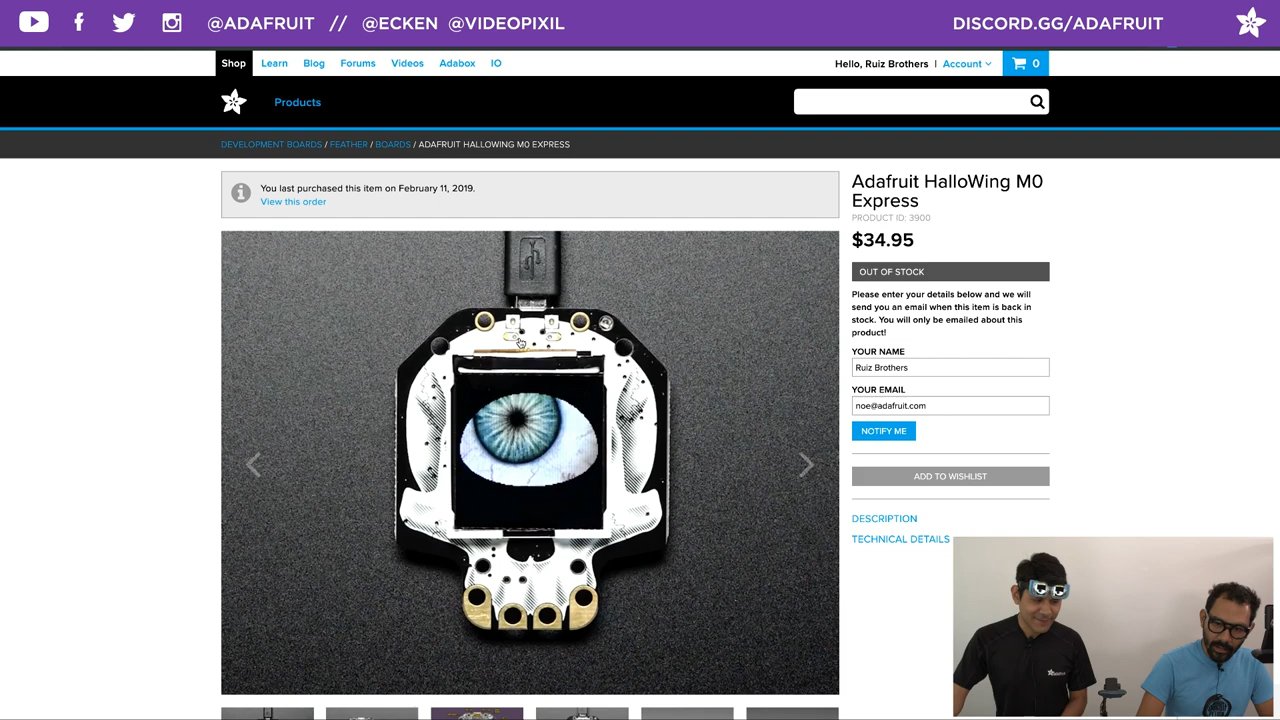 @ADAFRUIT // @ECKEN @VIDEOPIXIL
DISCORD.GG/ADAFRUIT
Shop Learn Blog Forums Videos Adabox IO
Hello, Ruiz Brothers | Account 0
Products
DEVELOPMENT BOARDS / FEATHER / BOARDS / ADAFRUIT HALLOWING M0 EXPRESS
You last purchased this item on February 11, 2019.
View this order
Adafruit HalloWing M0
Express
PRODUCT ID: 3900
$34.95
OUT OF STOCK
Please enter your details below and we will
send you an email when this item is back in
stock. You will only be emailed about this
product!
YOUR NAME
Ruiz Brothers
YOUR EMAIL
noe@adafruit.com
NOTIFY ME
ADD TO WISHLIST
DESCRIPTION
TECHNICAL DETAILS